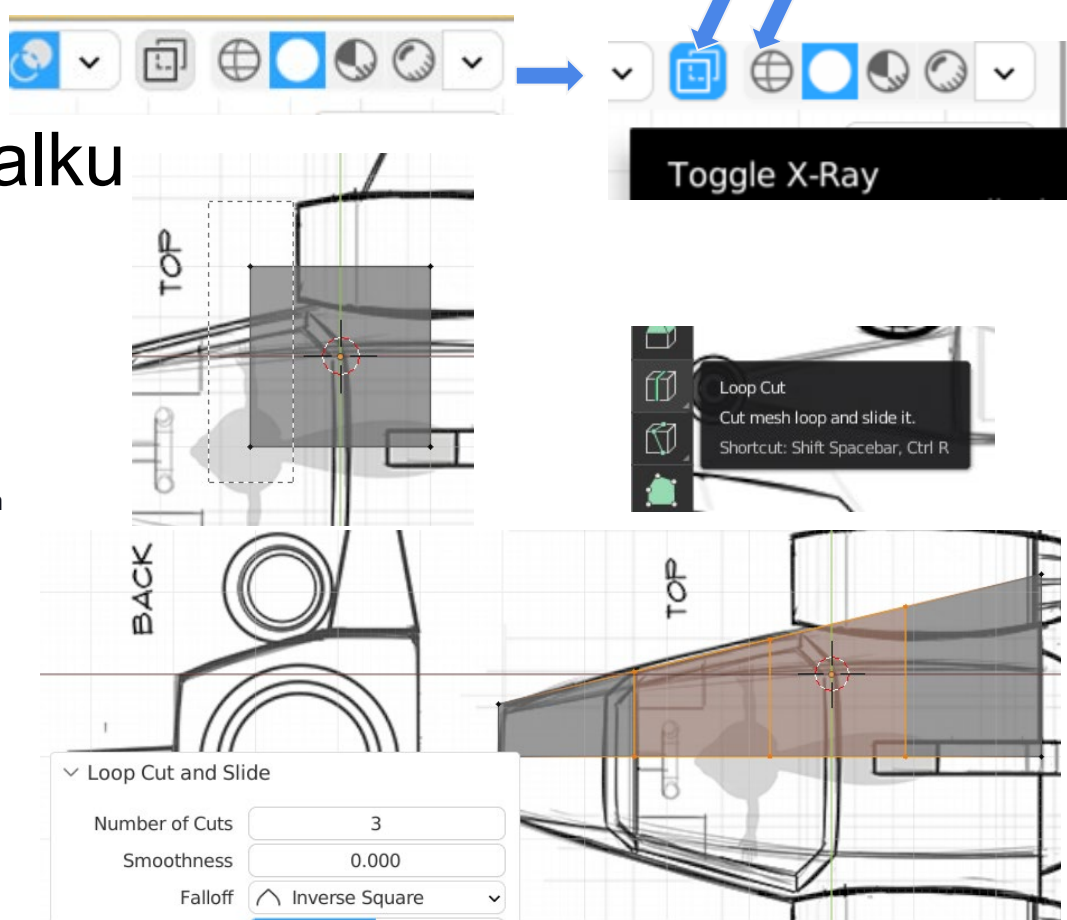 alku
Toggle X-Ray
TOP
Loop Cut
Cut mesh loop and slide it.
Shortcut: Shift Spacebar, Ctrl R
BACK
TOP
Loop Cut and Slide
Number of Cuts 3
Smoothness 0.000
Falloff Inverse Square